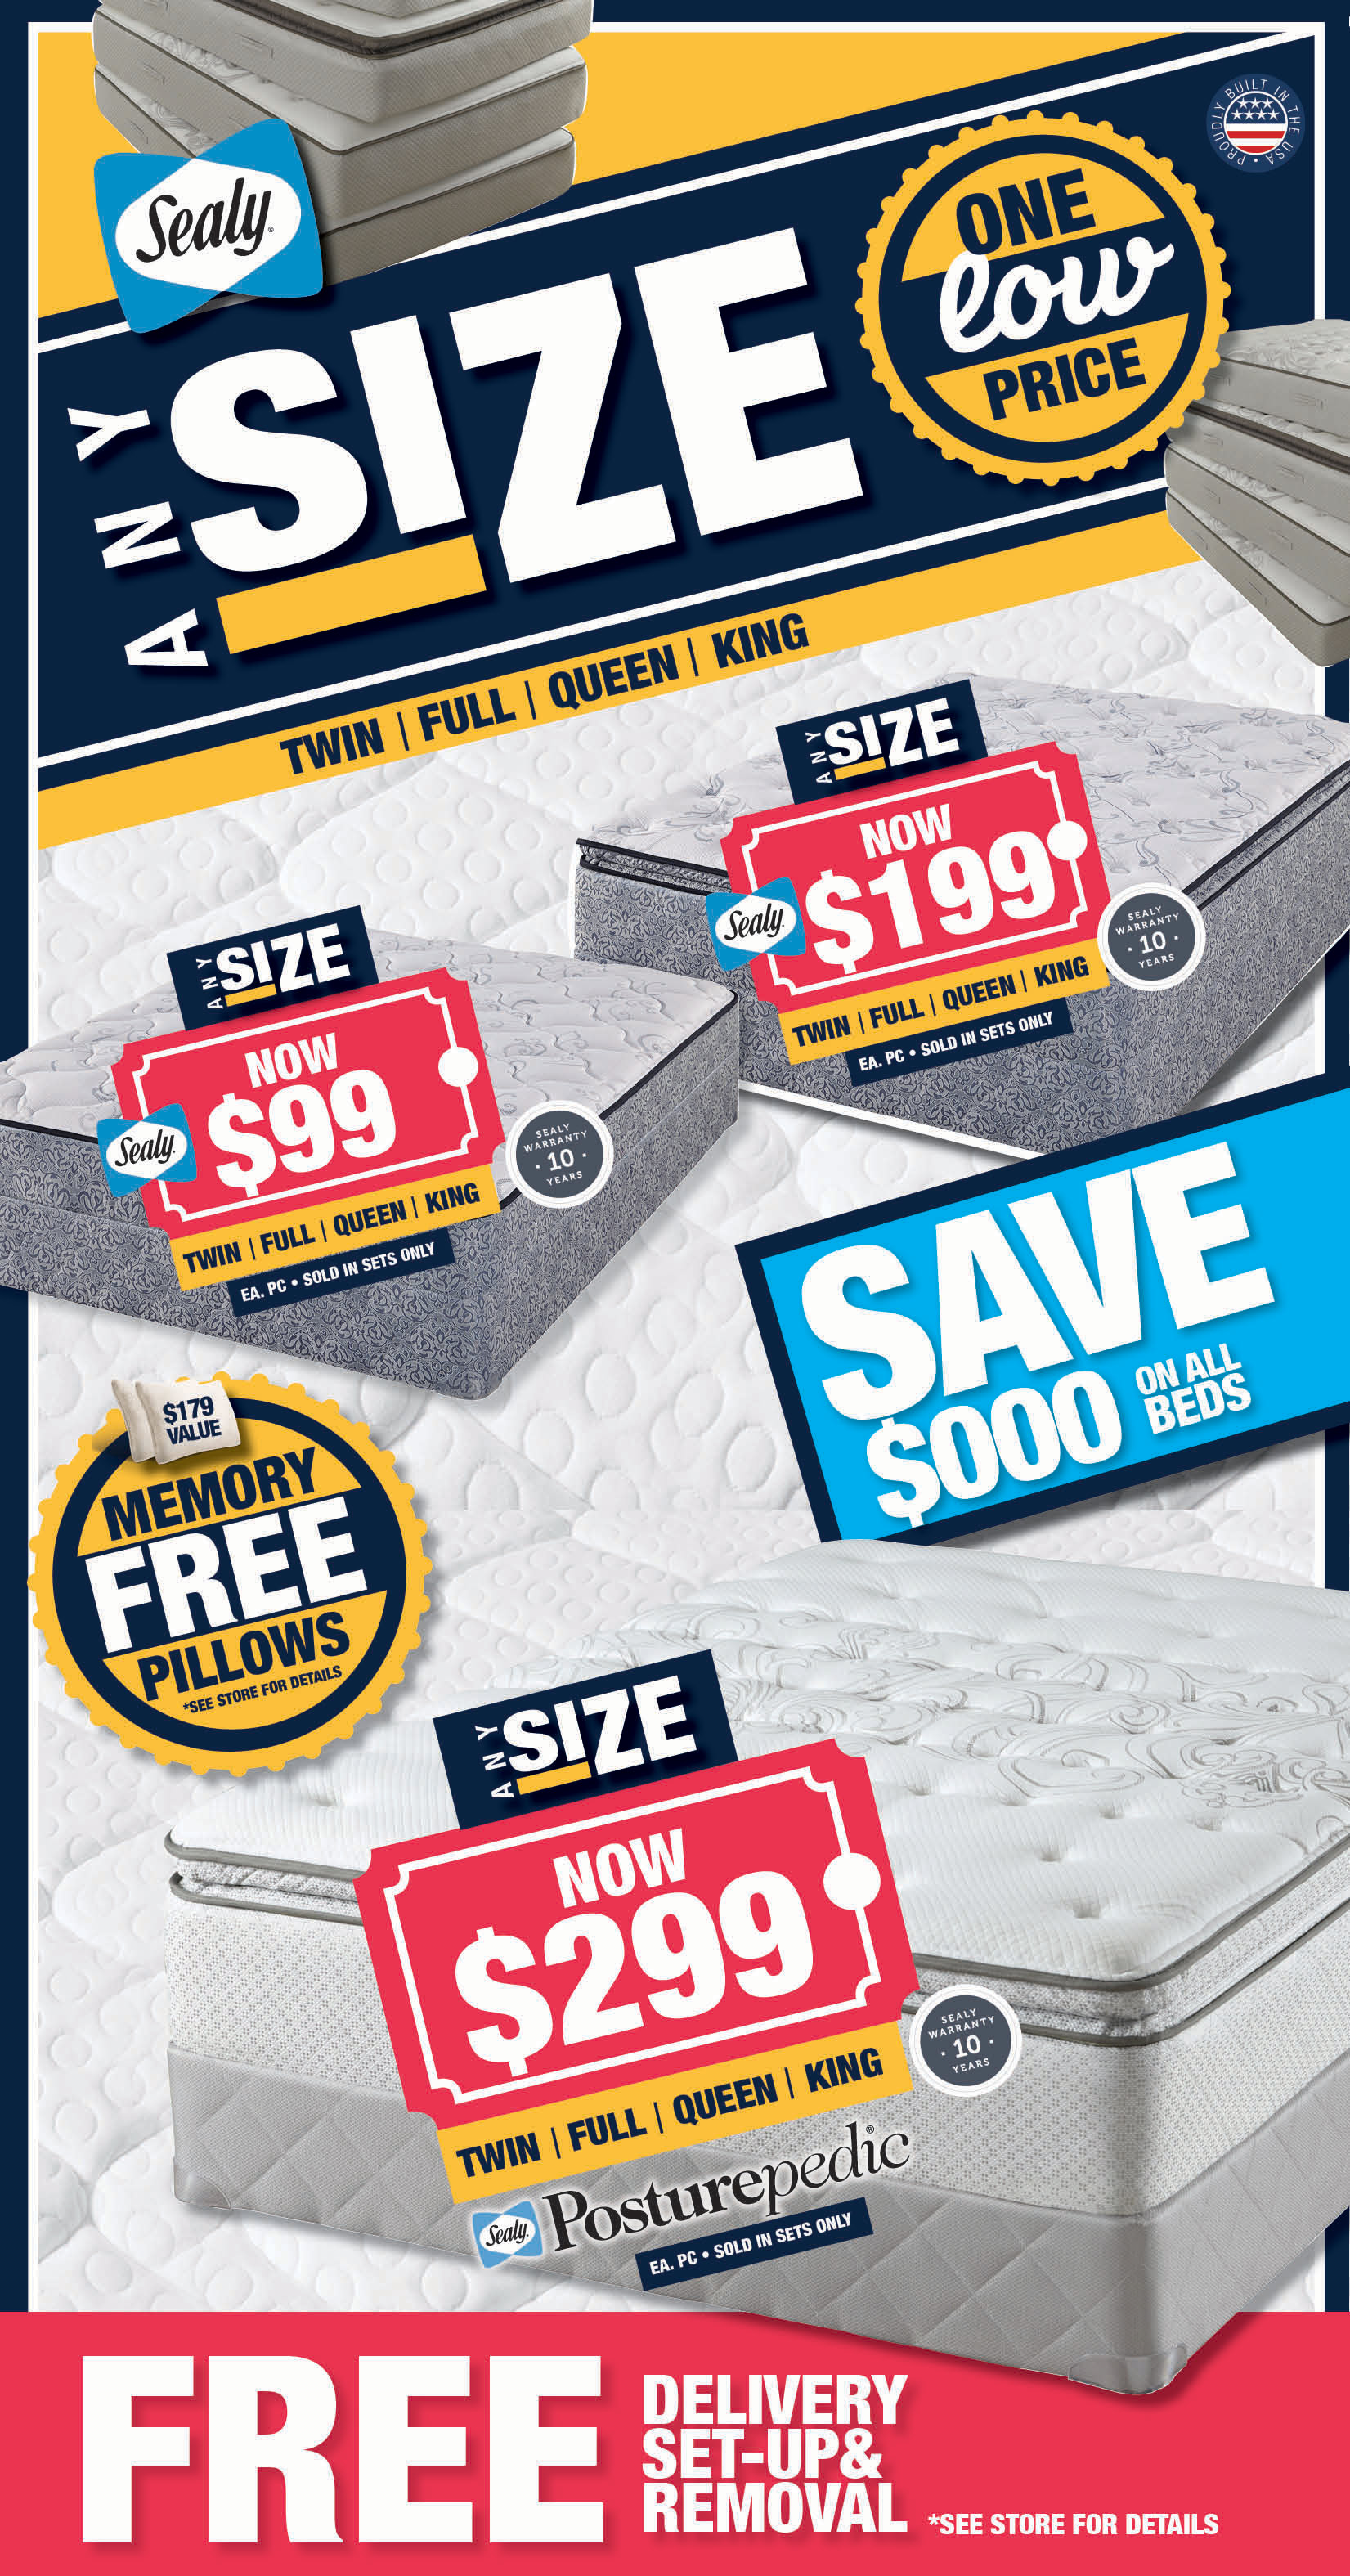 PROUDLY BUILT IN THE USA
Sealy®
ONE
low
PRICE
ANY
SIZE
TWIN | FULL | QUEEN | KING
ANY
SIZE
NOW
$199
Sealy
SEALY
WARRANTY
· 10 ·
YEARS
TWIN | FULL | QUEEN | KING
EA. PC • SOLD IN SETS ONLY
ANY
SIZE
NOW
$99
Sealy
SEALY
WARRANTY
· 10 ·
YEARS
TWIN | FULL | QUEEN | KING
EA. PC • SOLD IN SETS ONLY
SAVE
$000
ON ALL
BEDS
$179
VALUE
MEMORY
FREE
PILLOWS
*SEE STORE FOR DETAILS
ANY
SIZE
NOW
$299
SEALY
WARRANTY
· 10 ·
YEARS
TWIN | FULL | QUEEN | KING
Sealy Posturepedic®
EA. PC • SOLD IN SETS ONLY
FREE
DELIVERY
SET-UP&
REMOVAL
*SEE STORE FOR DETAILS